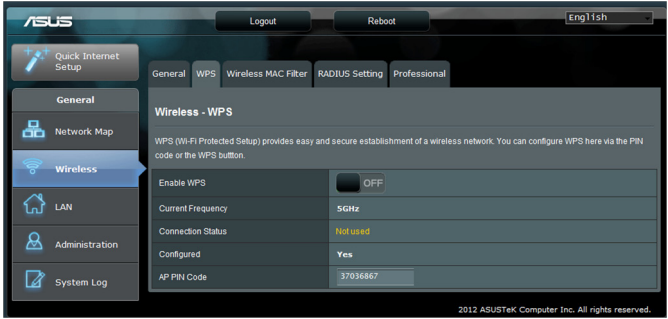 ASUS
Logout
Reboot
English
Quick Internet
Setup
General
Network Map
Wireless
LAN
Administration
System Log
General WPS Wireless MAC Filter RADIUS Setting Professional
Wireless - WPS
WPS (Wi-Fi Protected Setup) provides easy and secure establishment of a wireless network. You can configure WPS here via the PIN
code or the WPS buttton.
Enable WPS OFF
Current Frequency 5GHz
Connection Status Not used
Configured Yes
AP PIN Code 37036867
2012 ASUSTeK Computer Inc. All rights reserved.